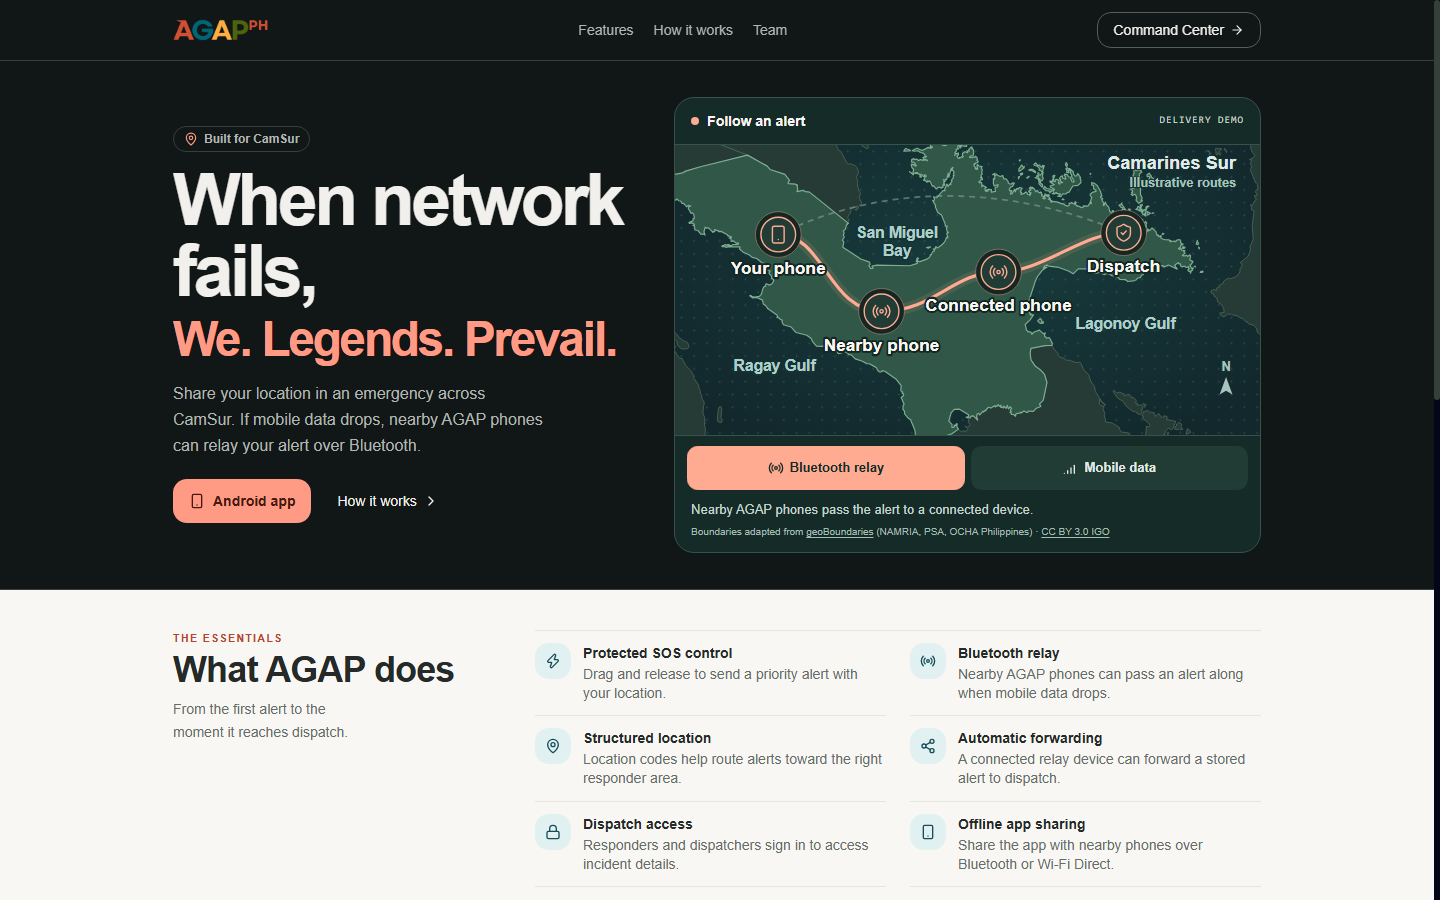 AGAPPH
Features
How it works
Team
Command Center
Built for CamSur
When network
fails,
We. Legends. Prevail.
Share your location in an emergency across
CamSur. If mobile data drops, nearby AGAP phones
can relay your alert over Bluetooth.
Android app
How it works
Follow an alert
DELIVERY DEMO
Camarines Sur
Illustrative routes
San Miguel
Bay
Your phone
Dispatch
Connected phone
Lagonoy Gulf
Nearby phone
Ragay Gulf
N
Bluetooth relay
Mobile data
Nearby AGAP phones pass the alert to a connected device.
Boundaries adapted from geoBoundaries (NAMRIA, PSA, OCHA Philippines) · CC BY 3.0 IGO
THE ESSENTIALS
What AGAP does
From the first alert to the
moment it reaches dispatch.
Protected SOS control
Drag and release to send a priority alert with
your location.
Bluetooth relay
Nearby AGAP phones can pass an alert along
when mobile data drops.
Structured location
Location codes help route alerts toward the right
responder area.
Automatic forwarding
A connected relay device can forward a stored
alert to dispatch.
Dispatch access
Responders and dispatchers sign in to access
incident details.
Offline app sharing
Share the app with nearby phones over
Bluetooth or Wi-Fi Direct.